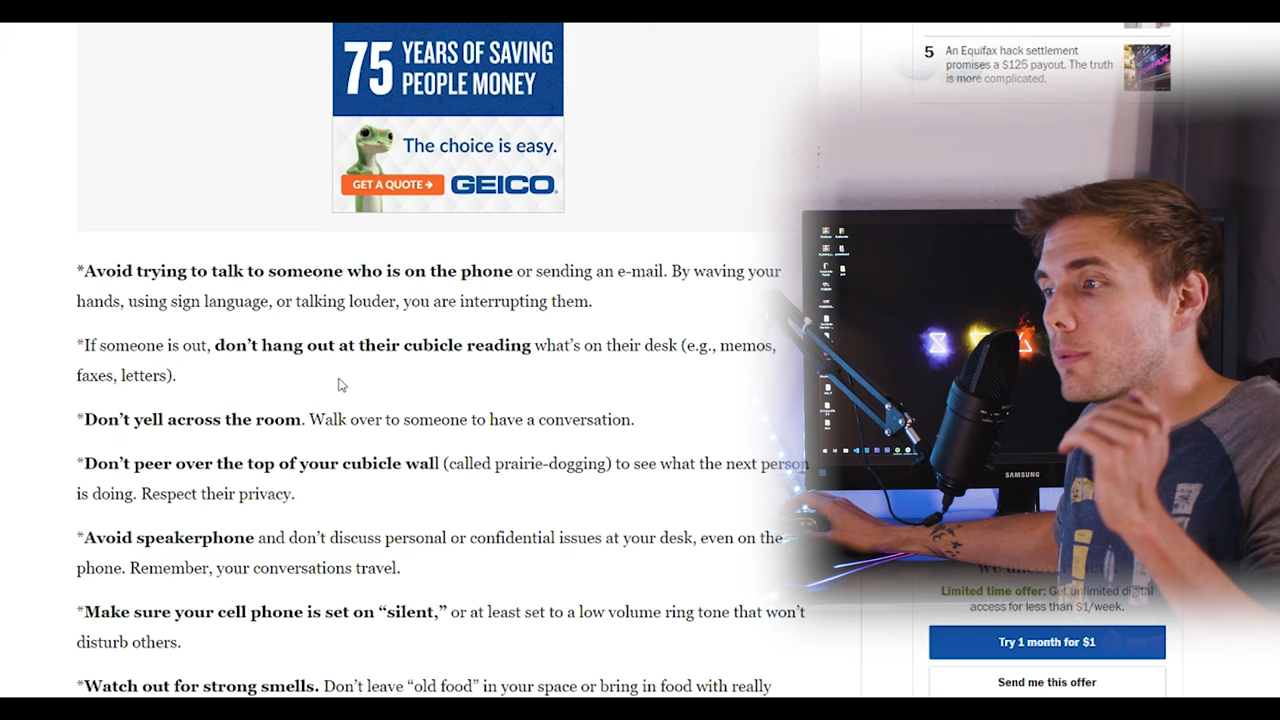 75 YEARS OF SAVING
PEOPLE MONEY
The choice is easy.
GET A QUOTE → GEICO
5 An Equifax hack settlement
promises a $125 payout. The truth
is more complicated.
*Avoid trying to talk to someone who is on the phone or sending an e-mail. By waving your
hands, using sign language, or talking louder, you are interrupting them.
*If someone is out, don’t hang out at their cubicle reading what’s on their desk (e.g., memos,
faxes, letters).
*Don’t yell across the room. Walk over to someone to have a conversation.
*Don’t peer over the top of your cubicle wall (called prairie-dogging) to see what the next person
is doing. Respect their privacy.
*Avoid speakerphone and don’t discuss personal or confidential issues at your desk, even on the
phone. Remember, your conversations travel.
*Make sure your cell phone is set on “silent,” or at least set to a low volume ring tone that won’t
disturb others.
*Watch out for strong smells. Don’t leave “old food” in your space or bring in food with really
SAMSUNG
Limited time offer: Get unlimited digital
access for less than $1/week.
Try 1 month for $1
Send me this offer